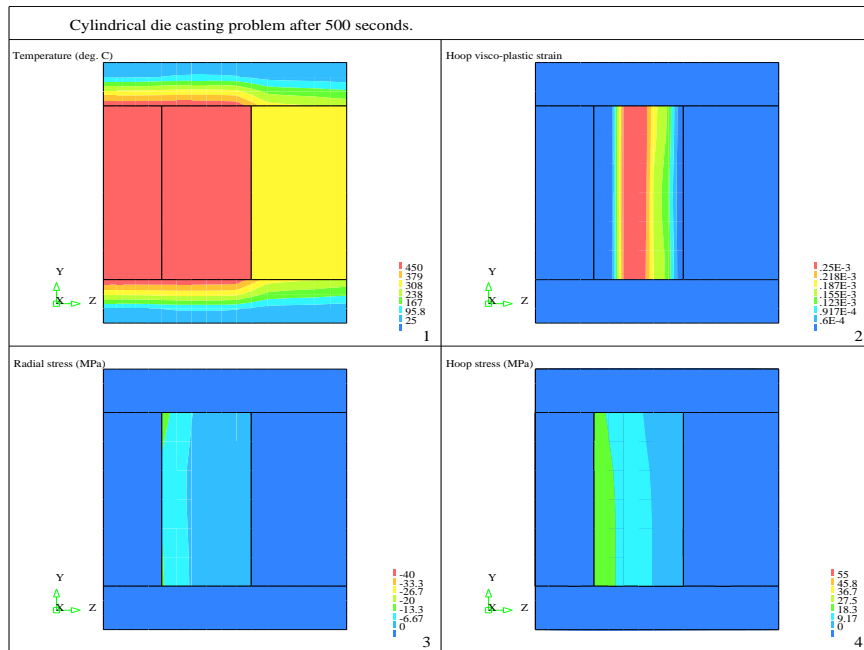 Cylindrical die casting problem after 500 seconds.
Temperature (deg. C)
Y
X Z
450
379
308
238
167
95.8
25
1
Hoop visco-plastic strain
Y
X Z
.25E-3
.218E-3
.187E-3
.155E-3
.123E-3
.917E-4
.6E-4
2
Radial stress (MPa)
Y
X Z
-40
-33.3
-26.7
-20
-13.3
-6.67
0
3
Hoop stress (MPa)
Y
X Z
55
45.8
36.7
27.5
18.3
9.17
0
4